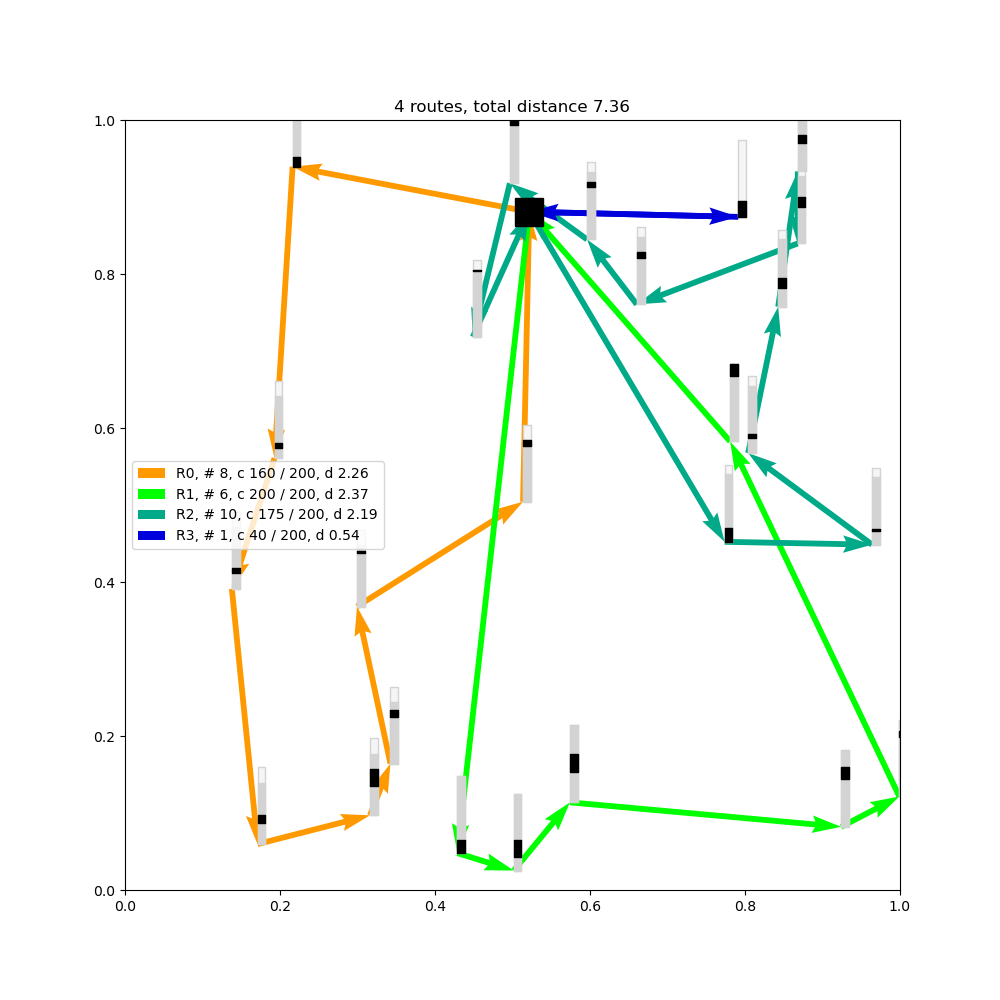 4 routes, total distance 7.36
1.0
0.8
0.6
R0, # 8, c 160 / 200, d 2.26
R1, # 6, c 200 / 200, d 2.37
R2, # 10, c 175 / 200, d 2.19
R3, # 1, c 40 / 200, d 0.54
0.4
0.2
0.0
0.0 0.2 0.4 0.6 0.8 1.0